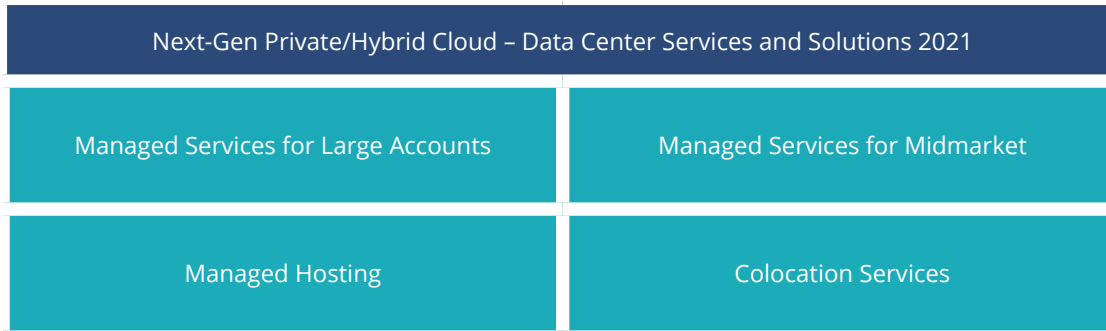 Next-Gen Private/Hybrid Cloud – Data Center Services and Solutions 2021
Managed Services for Large Accounts
Managed Services for Midmarket
Managed Hosting
Colocation Services